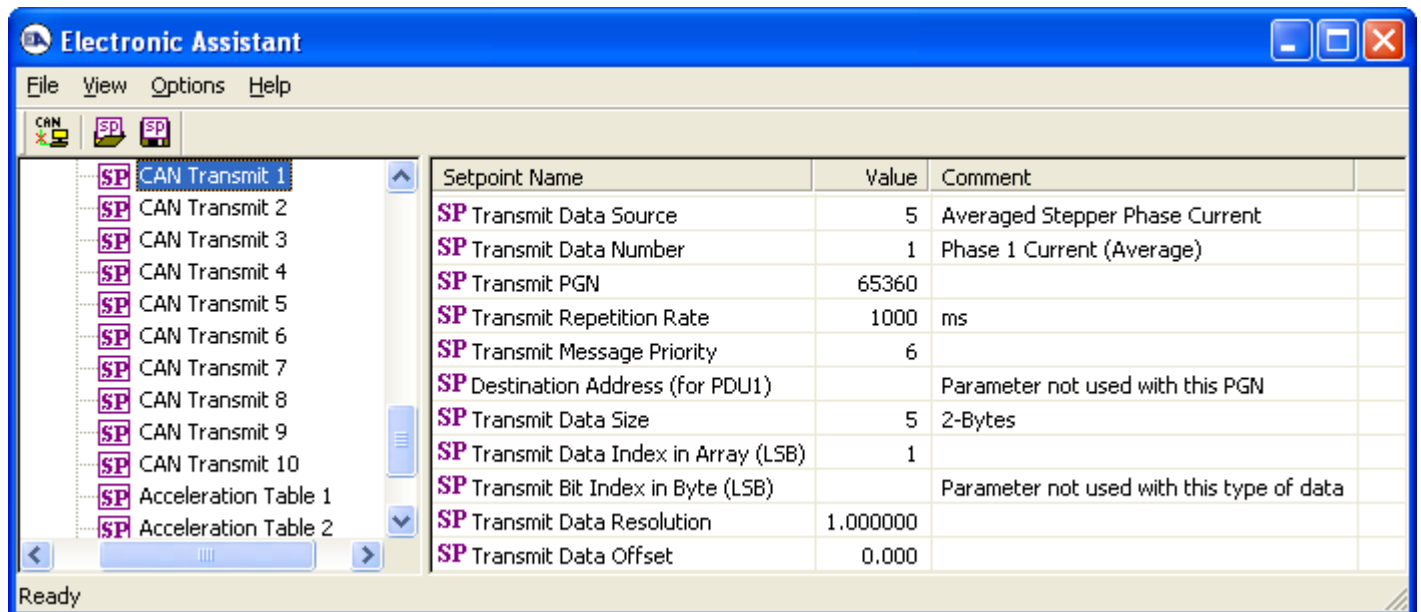 Electronic Assistant
File View Options Help
CAN SP SP
SP CAN Transmit 1
SP CAN Transmit 2
SP CAN Transmit 3
SP CAN Transmit 4
SP CAN Transmit 5
SP CAN Transmit 6
SP CAN Transmit 7
SP CAN Transmit 8
SP CAN Transmit 9
SP CAN Transmit 10
SP Acceleration Table 1
SP Acceleration Table 2
Setpoint Name Value Comment
SP Transmit Data Source 5 Averaged Stepper Phase Current
SP Transmit Data Number 1 Phase 1 Current (Average)
SP Transmit PGN 65360
SP Transmit Repetition Rate 1000 ms
SP Transmit Message Priority 6
SP Destination Address (for PDU1) Parameter not used with this PGN
SP Transmit Data Size 5 2-Bytes
SP Transmit Data Index in Array (LSB) 1
SP Transmit Bit Index in Byte (LSB) Parameter not used with this type of data
SP Transmit Data Resolution 1.000000
SP Transmit Data Offset 0.000
Ready